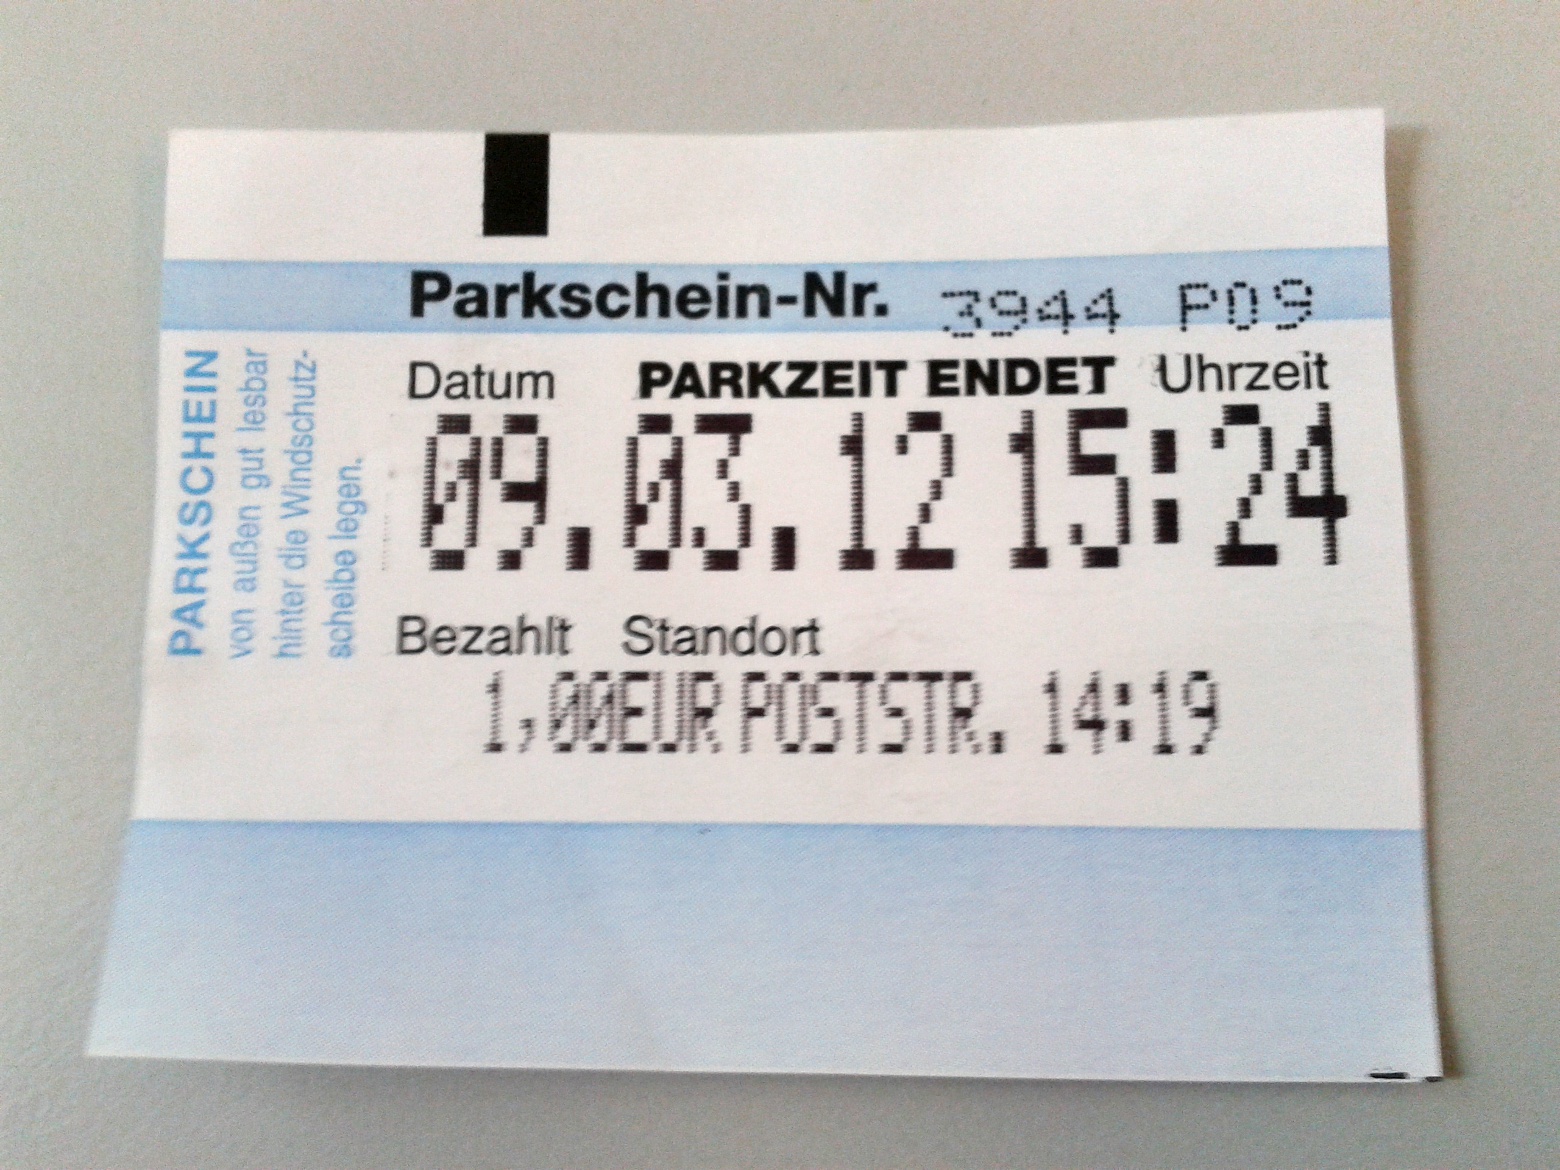 Parkschein-Nr. 3944 P09
Datum PARKZEIT ENDET Uhrzeit
09.03.12 15:24
Bezahlt Standort
1,00EUR POSTSTR. 14:19
PARKSCHEIN
von außen gut lesbar
hinter die Windschutz-
scheibe legen.